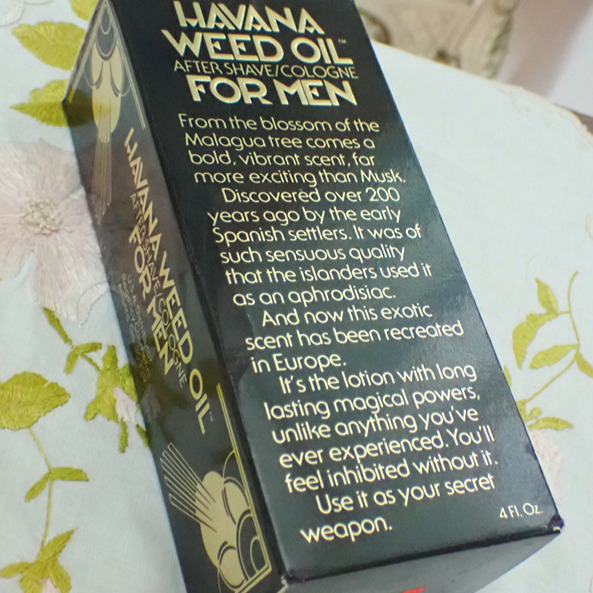 HAVANA
WEED OIL™
AFTER SHAVE/COLOGNE
FOR MEN
From the blossom of the
Malagua tree comes a
bold, vibrant scent, far
more exciting than Musk.
Discovered over 200
years ago by the early
Spanish settlers. It was of
such sensuous quality
that the islanders used it
as an aphrodisiac.
And now this exotic
scent has been recreated
in Europe.
It's the lotion with long
lasting magical powers,
unlike anything you've
ever experienced. You'll
feel inhibited without it.
Use it as your secret
weapon.
4 Fl. Oz.
HAVANA WEED OIL™
AFTER SHAVE/COLOGNE
FOR MEN